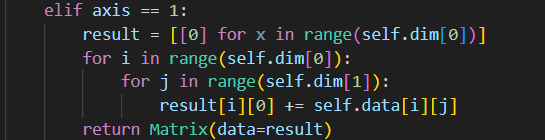 elif axis == 1:
    result = [[0] for x in range(self.dim[0])]
    for i in range(self.dim[0]):
        for j in range(self.dim[1]):
            result[i][0] += self.data[i][j]
    return Matrix(data=result)